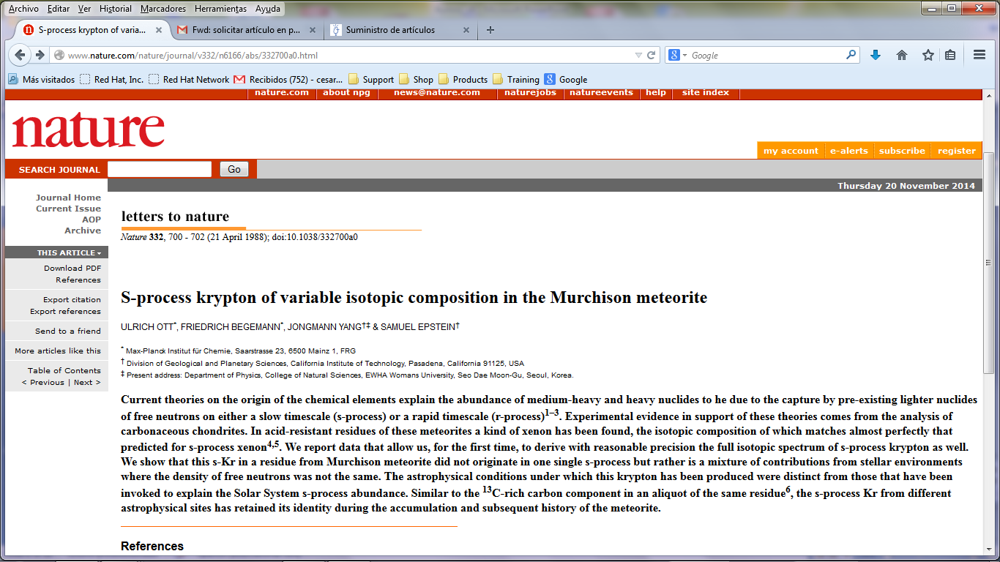 Archivo Editar Ver Historial Marcadores Herramientas Ayuda
S-process krypton of varia... Fwd: solicitar artículo en p... Suministro de artículos
www.nature.com/nature/journal/v332/n6166/abs/332700a0.html Google
Más visitados Red Hat, Inc. Red Hat Network Recibidos (752) - cesar... Support Shop Products Training Google
nature.com about npg news@nature.com naturejobs natureevents help site index
nature
my account e-alerts subscribe register
SEARCH JOURNAL Go
Thursday 20 November 2014
Journal Home
Current Issue
AOP
Archive
THIS ARTICLE
Download PDF
References
Export citation
Export references
Send to a friend
More articles like this
Table of Contents
< Previous | Next >
letters to nature
Nature 332, 700 - 702 (21 April 1988); doi:10.1038/332700a0
S-process krypton of variable isotopic composition in the Murchison meteorite
ULRICH OTT*, FRIEDRICH BEGEMANN*, JONGMANN YANG†‡ & SAMUEL EPSTEIN†
* Max-Planck Institut für Chemie, Saarstrasse 23, 6500 Mainz 1, FRG
† Division of Geological and Planetary Sciences, California Institute of Technology, Pasadena, California 91125, USA
‡ Present address: Department of Physics, College of Natural Sciences, EWHA Womans University, Seo Dae Moon-Gu, Seoul, Korea.
Current theories on the origin of the chemical elements explain the abundance of medium-heavy and heavy nuclides to he due to the capture by pre-existing lighter nuclides
of free neutrons on either a slow timescale (s-process) or a rapid timescale (r-process)1–3. Experimental evidence in support of these theories comes from the analysis of
carbonaceous chondrites. In acid-resistant residues of these meteorites a kind of xenon has been found, the isotopic composition of which matches almost perfectly that
predicted for s-process xenon4,5. We report data that allow us, for the first time, to derive with reasonable precision the full isotopic spectrum of s-process krypton as well.
We show that this s-Kr in a residue from Murchison meteorite did not originate in one single s-process but rather is a mixture of contributions from stellar environments
where the density of free neutrons was not the same. The astrophysical conditions under which this krypton has been produced were distinct from those that have been
invoked to explain the Solar System s-process abundance. Similar to the 13C-rich carbon component in an aliquot of the same residue6, the s-process Kr from different
astrophysical sites has retained its identity during the accumulation and subsequent history of the meteorite.
References